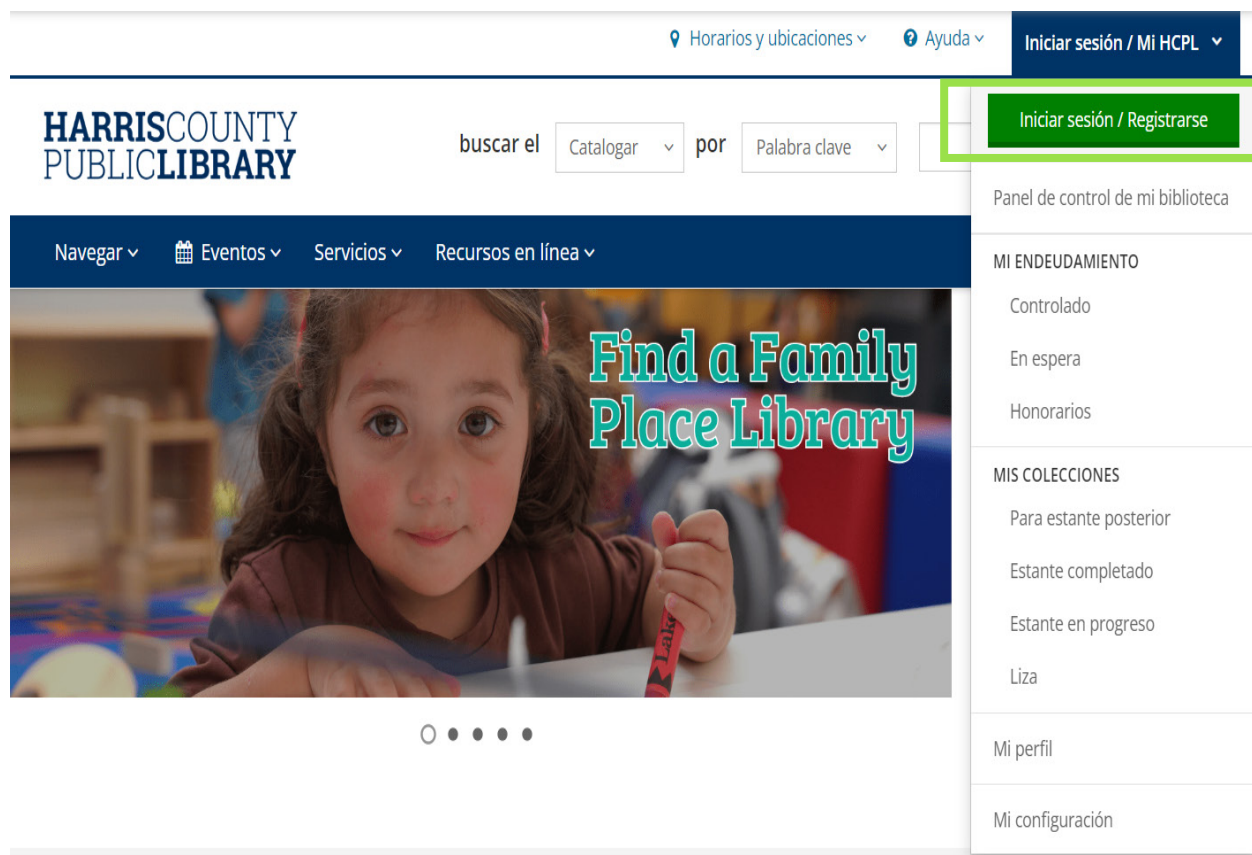 Horarios y ubicaciones
Ayuda
Iniciar sesión / Mi HCPL
Iniciar sesión / Registrarse
HARRISCOUNTY
PUBLICLIBRARY
buscar el Catalogar por Palabra clave
Panel de control de mi biblioteca
Navegar Eventos Servicios Recursos en línea
MI ENDEUDAMIENTO
Controlado
En espera
Honorarios
MIS COLECCIONES
Para estante posterior
Estante completado
Estante en progreso
Liza
Mi perfil
Mi configuración
Find a Family
Place Library
Lake